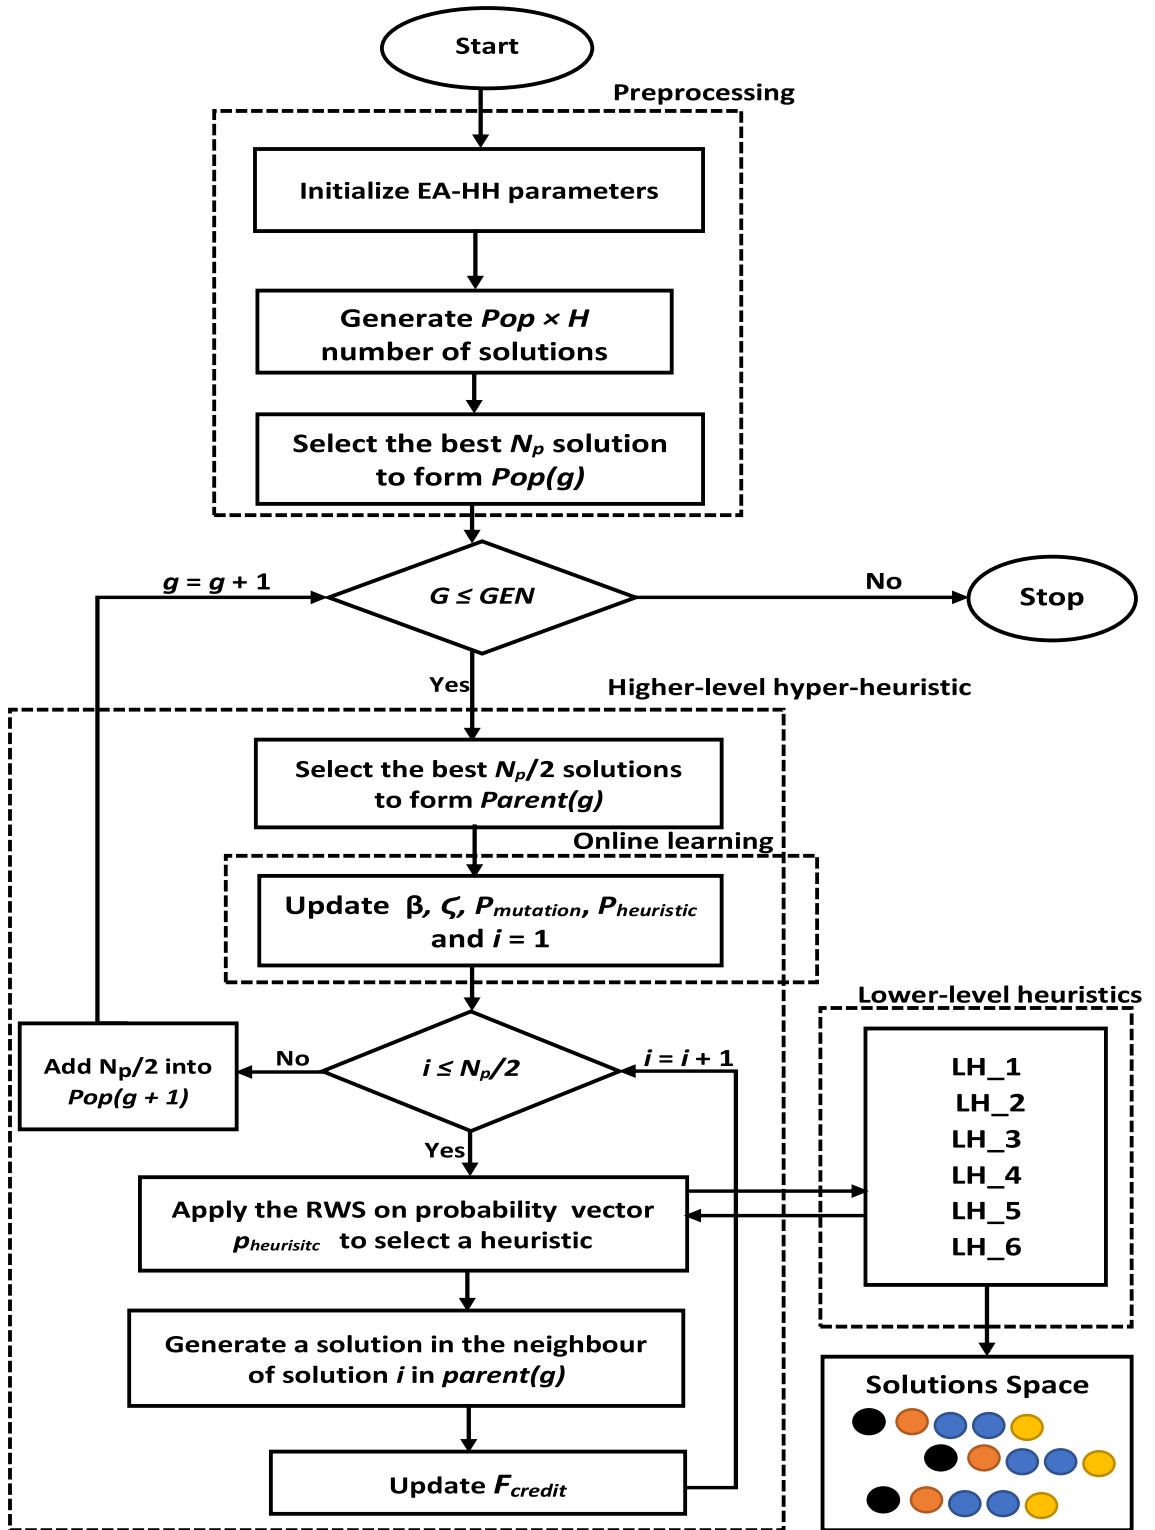 Start
Preprocessing
Initialize EA-HH parameters
Generate Pop × H
number of solutions
Select the best Np solution
to form Pop(g)
g = g + 1
G ≤ GEN
No
Stop
Yes
Higher-level hyper-heuristic
Select the best Np/2 solutions
to form Parent(g)
Online learning
Update β, ς, Pmutation, Pheuristic
and i = 1
Lower-level heuristics
Add Np/2 into
Pop(g + 1)
No
i ≤ Np/2
i = i + 1
LH_1
LH_2
LH_3
LH_4
LH_5
LH_6
Yes
Apply the RWS on probability vector
pheurisitc to select a heuristic
Generate a solution in the neighbour
of solution i in parent(g)
Solutions Space
Update Fcredit